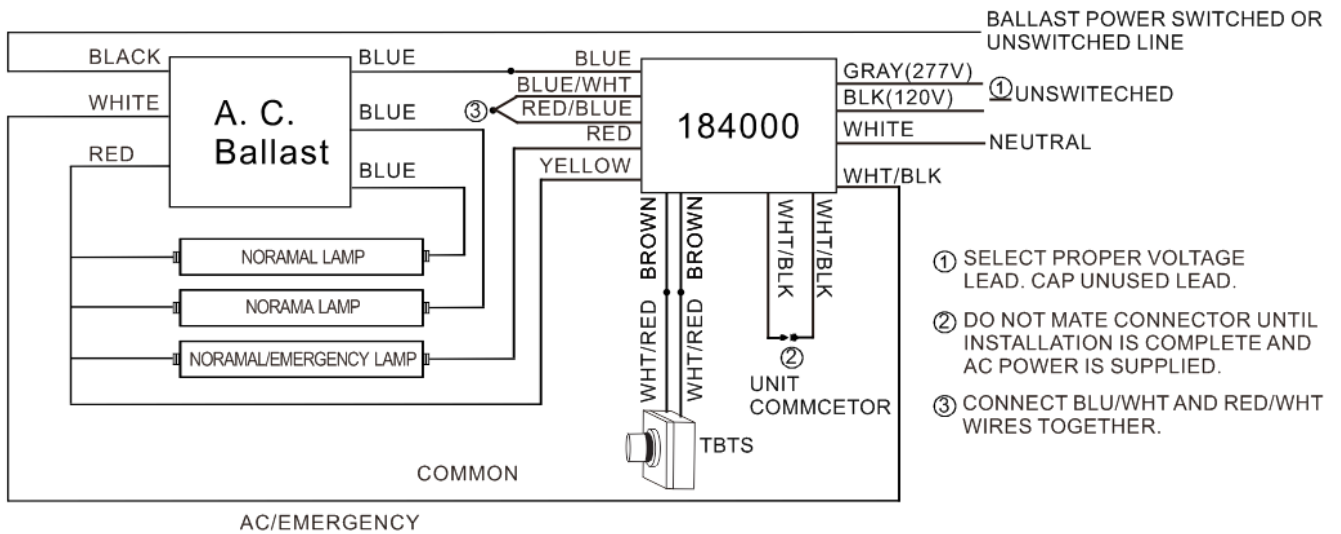 BALLAST POWER SWITCHED OR
UNSWITCHED LINE
BLACK
WHITE
RED
A. C.
Ballast
BLUE
BLUE
BLUE
BLUE
BLUE/WHT
③
RED/BLUE
RED
YELLOW
184000
GRAY(277V)
BLK(120V)
① UNSWITECHED
WHITE
NEUTRAL
WHT/BLK
NORAMAL LAMP
NORAMA LAMP
NORAMAL/EMERGENCY LAMP
BROWN
BROWN
WHT/RED
WHT/RED
WHT/BLK
WHT/BLK
②
UNIT
COMMCETOR
TBTS
① SELECT PROPER VOLTAGE
LEAD. CAP UNUSED LEAD.
② DO NOT MATE CONNECTOR UNTIL
INSTALLATION IS COMPLETE AND
AC POWER IS SUPPLIED.
③ CONNECT BLU/WHT AND RED/WHT
WIRES TOGETHER.
COMMON
AC/EMERGENCY